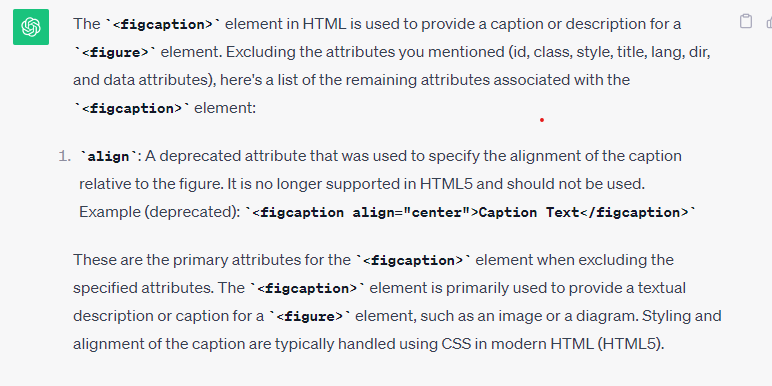 The `<figcaption>` element in HTML is used to provide a caption or description for a
`<figure>` element. Excluding the attributes you mentioned (id, class, style, title, lang, dir,
and data attributes), here's a list of the remaining attributes associated with the
`<figcaption>` element:
1. `align`: A deprecated attribute that was used to specify the alignment of the caption
relative to the figure. It is no longer supported in HTML5 and should not be used.
Example (deprecated): `<figcaption align="center">Caption Text</figcaption>`
These are the primary attributes for the `<figcaption>` element when excluding the
specified attributes. The `<figcaption>` element is primarily used to provide a textual
description or caption for a `<figure>` element, such as an image or a diagram. Styling and
alignment of the caption are typically handled using CSS in modern HTML (HTML5).